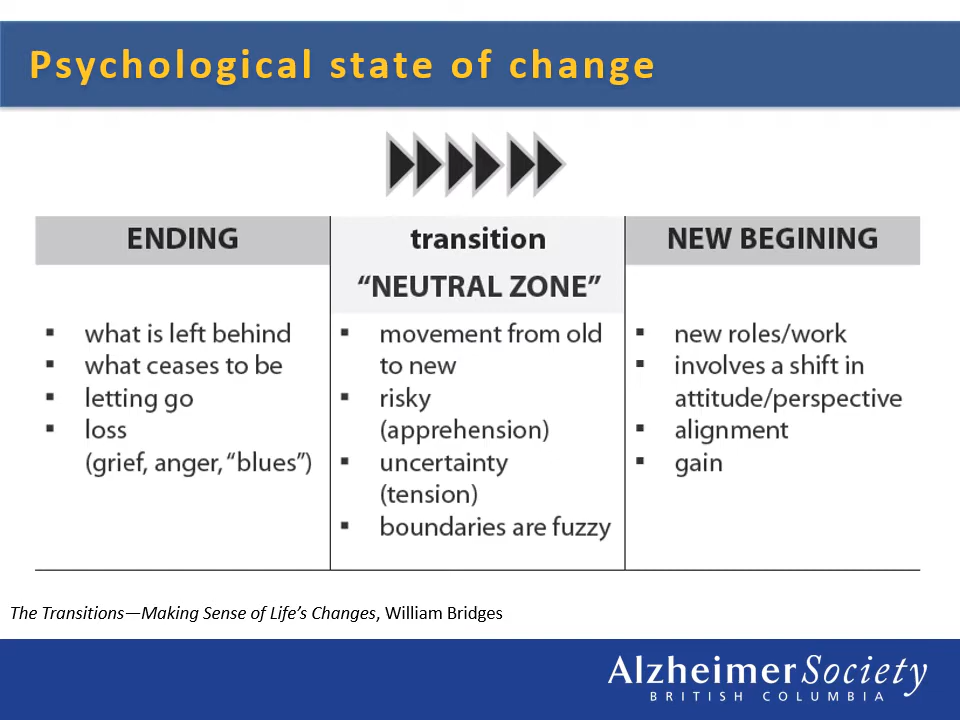 Psychological state of change
ENDING
▪ what is left behind
▪ what ceases to be
▪ letting go
▪ loss
(grief, anger, “blues”)
transition
“NEUTRAL ZONE”
▪ movement from old
to new
▪ risky
(apprehension)
▪ uncertainty
(tension)
▪ boundaries are fuzzy
NEW BEGINING
▪ new roles/work
▪ involves a shift in
attitude/perspective
▪ alignment
▪ gain
The Transitions—Making Sense of Life’s Changes, William Bridges
AlzheimerSociety
BRITISH COLUMBIA